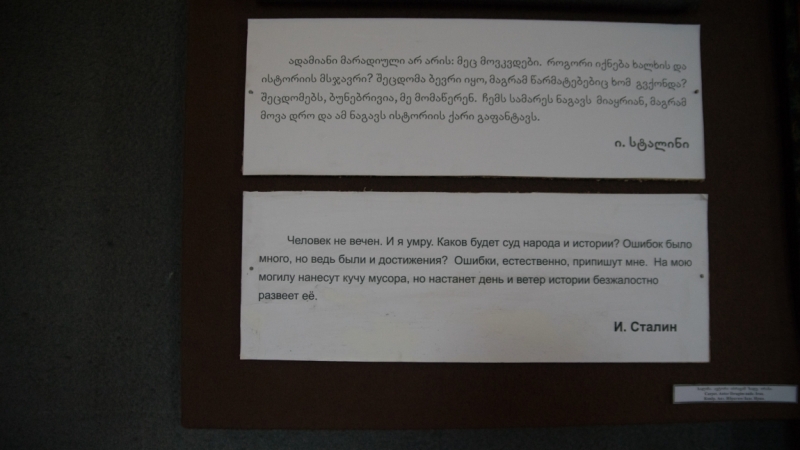 ადამიანი მარადიული არ არის: მეც მოვკვდები. როგორი იქნება ხალხის და
ისტორიის მსჯავრი? შეცდომა ბევრი იყო, მაგრამ წარმატებებიც ხომ გვქონდა?
შეცდომებს, ბუნებრივია, მე მომაწერენ. ჩემს სამარეს ნაგავს მიაყრიან, მაგრამ
მოვა დრო და ამ ნაგავს ისტორიის ქარი გაფანტავს.
ი. სტალინი
Человек не вечен. И я умру. Каков будет суд народа и истории? Ошибок было
много, но ведь были и достижения? Ошибки, естественно, припишут мне. На мою
могилу нанесут кучу мусора, но настанет день и ветер истории безжалостно
развеет её.
И. Сталин